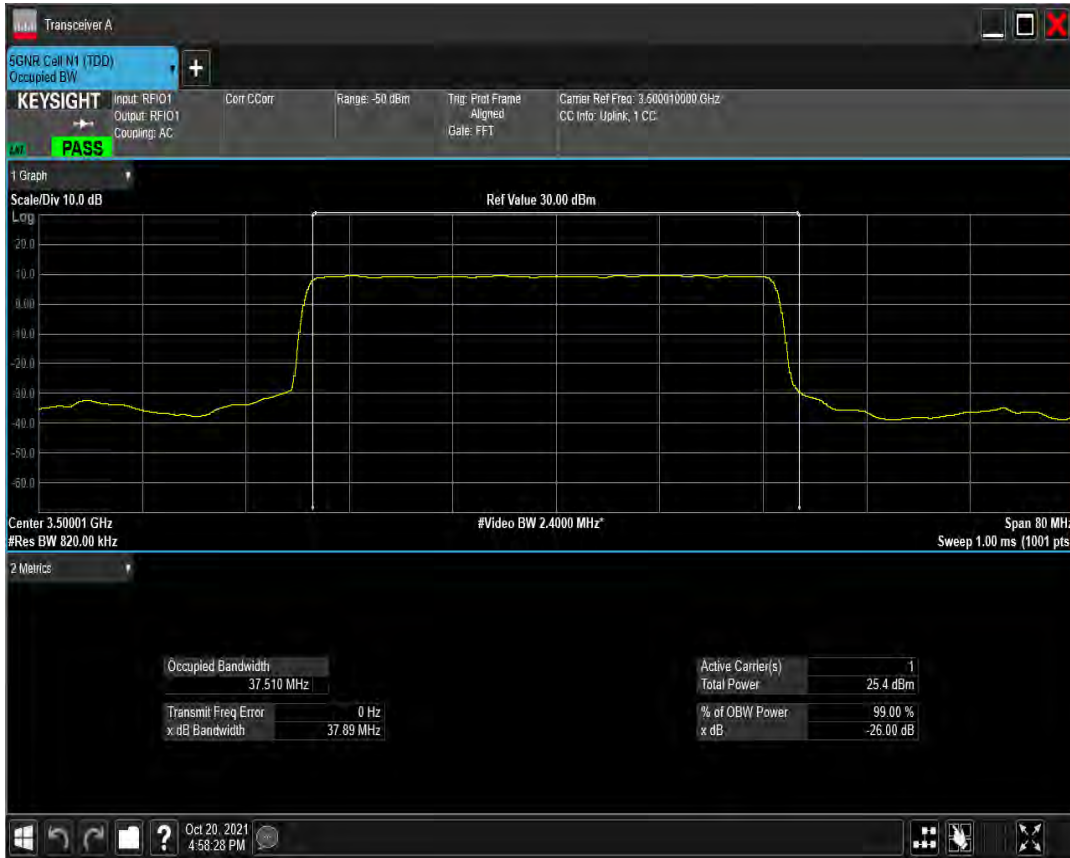 Transceiver A
5GNR Cell N1 (TDD)
Occupied BW
+
KEYSIGHT
PASS
Input: RFIO1
Output: RFIO1
Coupling: AC
Corr CCorr
Range: -50 dBm
Trig: Prot Frame
Aligned
Gate: FFT
Carrier Ref Freq: 3.500010000 GHz
CC Info: Uplink, 1 CC
1 Graph
Scale/Div 10.0 dB
Ref Value 30.00 dBm
Log
20.0
10.0
0.00
-10.0
-20.0
-30.0
-40.0
-50.0
-60.0
Center 3.50001 GHz
#Video BW 2.4000 MHz*
Span 80 MHz
#Res BW 820.00 kHz
Sweep 1.00 ms (1001 pts
2 Metrics
Occupied Bandwidth
37.510 MHz
Transmit Freq Error 0 Hz
x dB Bandwidth 37.89 MHz
Active Carrier(s) 1
Total Power 25.4 dBm
% of OBW Power 99.00 %
x dB -26.00 dB
?
Oct 20, 2021
4:58:28 PM